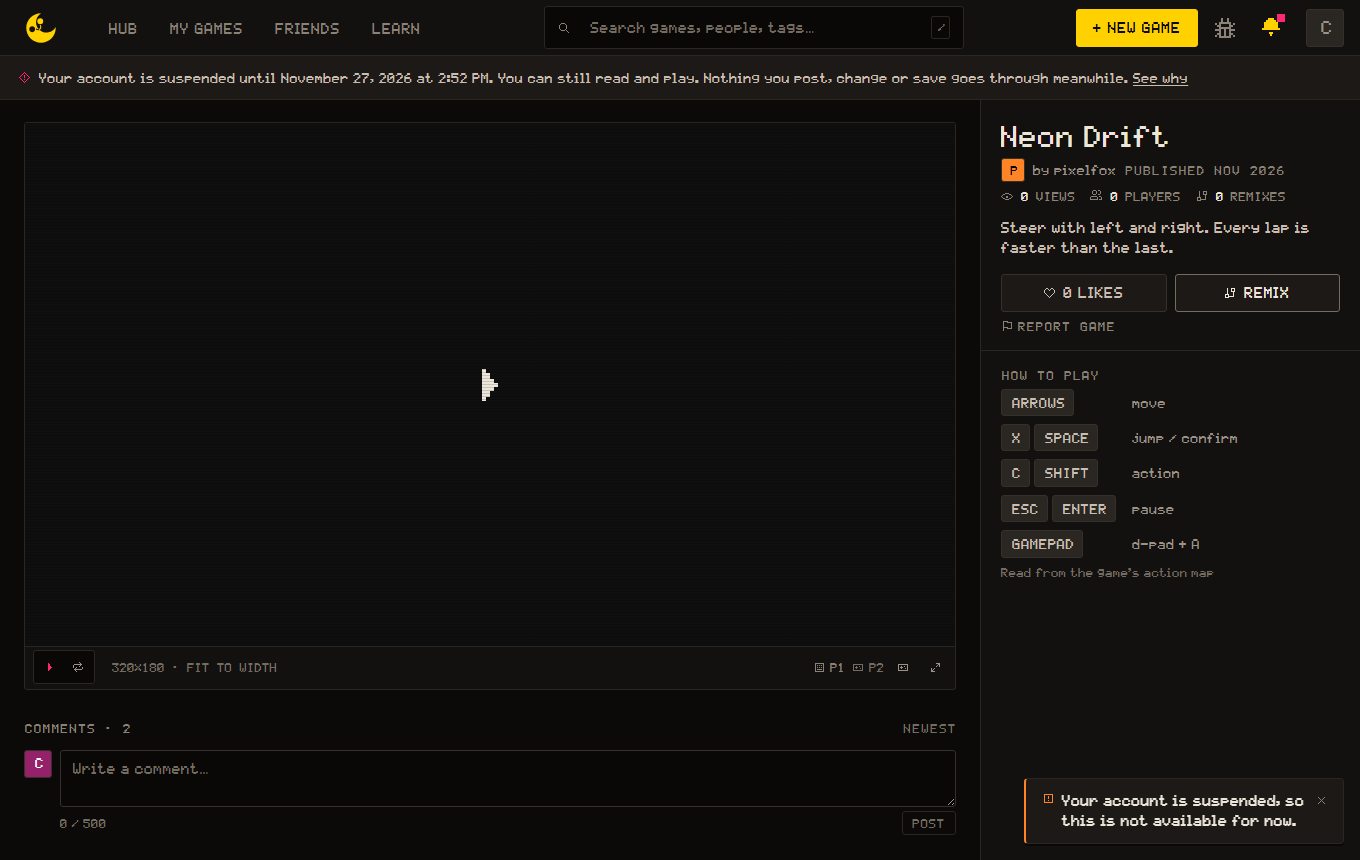 HUB MY GAMES FRIENDS LEARN
Search games, people, tags… /
+ NEW GAME
C
Your account is suspended until November 27, 2026 at 2:52 PM. You can still read and play. Nothing you post, change or save goes through meanwhile. See why
Neon Drift
P by pixelfox PUBLISHED NOV 2026
0 VIEWS 0 PLAYERS 0 REMIXES
Steer with left and right. Every lap is
faster than the last.
0 LIKES REMIX
REPORT GAME
HOW TO PLAY
ARROWS move
X SPACE jump / confirm
C SHIFT action
ESC ENTER pause
GAMEPAD d-pad + A
Read from the game's action map
320×180 · FIT TO WIDTH
P1 P2
COMMENTS · 2 NEWEST
C
Write a comment…
0 / 500 POST
Your account is suspended, so
this is not available for now.